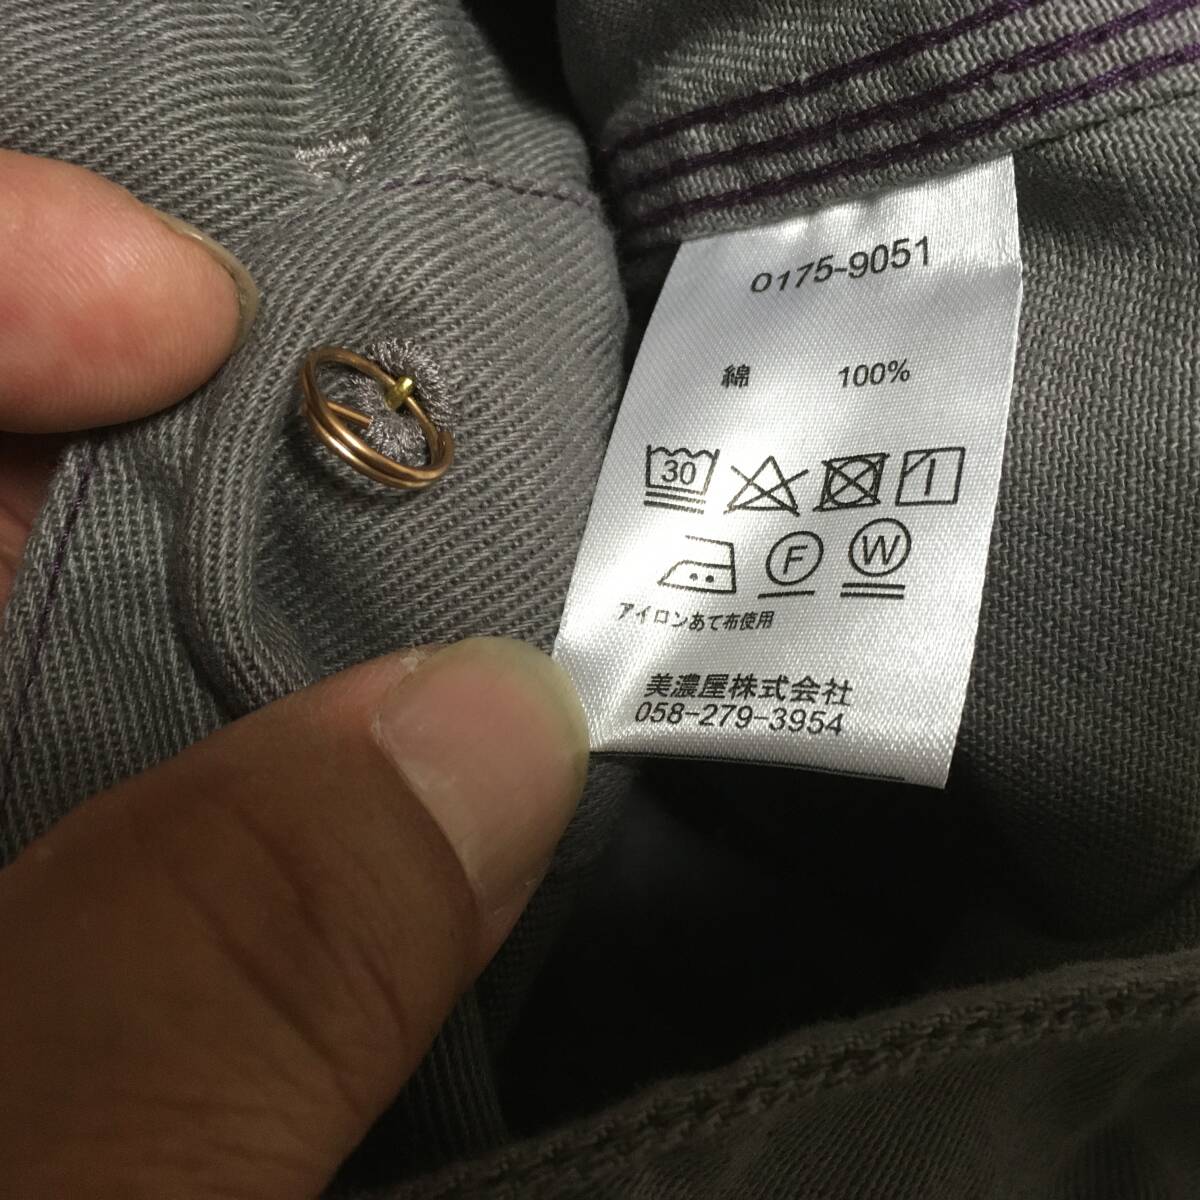 0175-9051
綿 100%
30
F W
アイロンあて布使用
美濃屋株式会社
058-279-3954